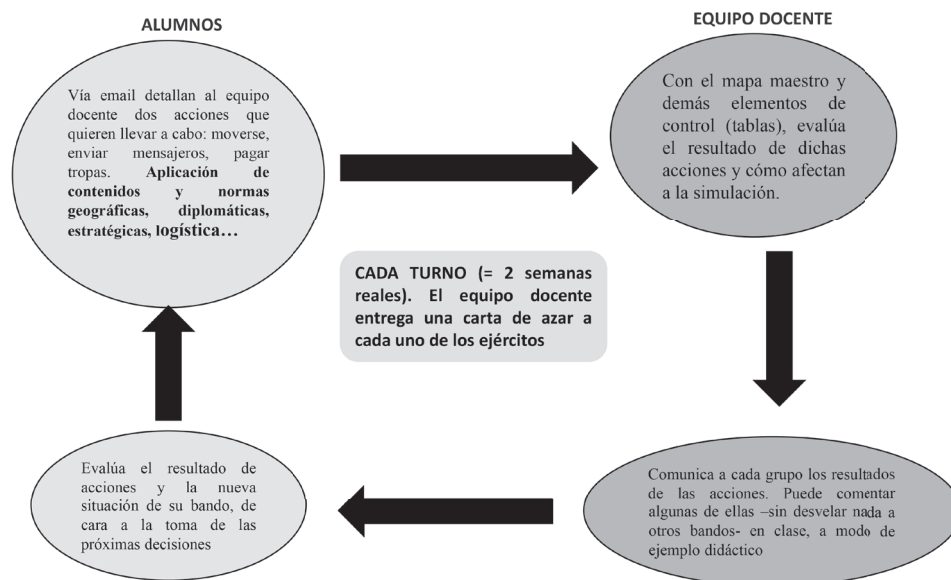 ALUMNOS
Vía email detallan al equipo
docente dos acciones que
quieren llevar a cabo: moverse,
enviar mensajeros, pagar
tropas. Aplicación de
contenidos y normas
geográficas, diplomáticas,
estratégicas, logística…
EQUIPO DOCENTE
Con el mapa maestro y
demás elementos de
control (tablas), evalúa
el resultado de dichas
acciones y cómo afectan
a la simulación.
CADA TURNO (= 2 semanas
reales). El equipo docente
entrega una carta de azar a
cada uno de los ejércitos
Comunica a cada grupo los resultados
de las acciones. Puede comentar
algunas de ellas –sin desvelar nada a
otros bandos- en clase, a modo de
ejemplo didáctico
Evalúa el resultado de
acciones y la nueva
situación de su bando, de
cara a la toma de las
próximas decisiones